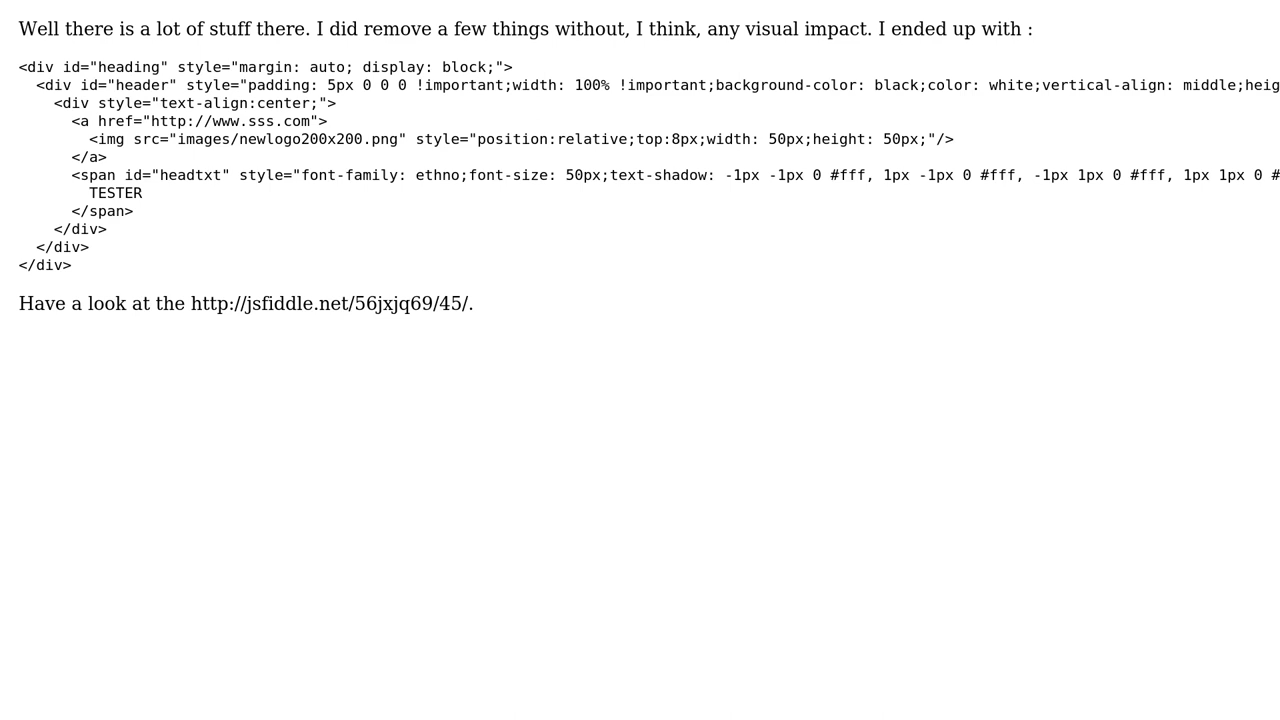 Well there is a lot of stuff there. I did remove a few things without, I think, any visual impact. I ended up with :
<div id="heading" style="margin: auto; display: block;">
  <div id="header" style="padding: 5px 0 0 0 !important;width: 100% !important;background-color: black;color: white;vertical-align: middle;heig
    <div style="text-align:center;">
      <a href="http://www.sss.com">
        <img src="images/newlogo200x200.png" style="position:relative;top:8px;width: 50px;height: 50px;"/>
      </a>
      <span id="headtxt" style="font-family: ethno;font-size: 50px;text-shadow: -1px -1px 0 #fff, 1px -1px 0 #fff, -1px 1px 0 #fff, 1px 1px 0 #
        TESTER
      </span>
    </div>
  </div>
</div>
Have a look at the http://jsfiddle.net/56jxjq69/45/.